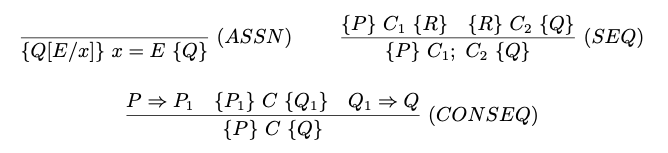 {Q[E/x]} x = E {Q} (ASSN)
{P} C₁ {R} {R} C₂ {Q}
{P} C₁; C₂ {Q} (SEQ)
P ⇒ P₁ {P₁} C {Q₁} Q₁ ⇒ Q
{P} C {Q} (CONSEQ)